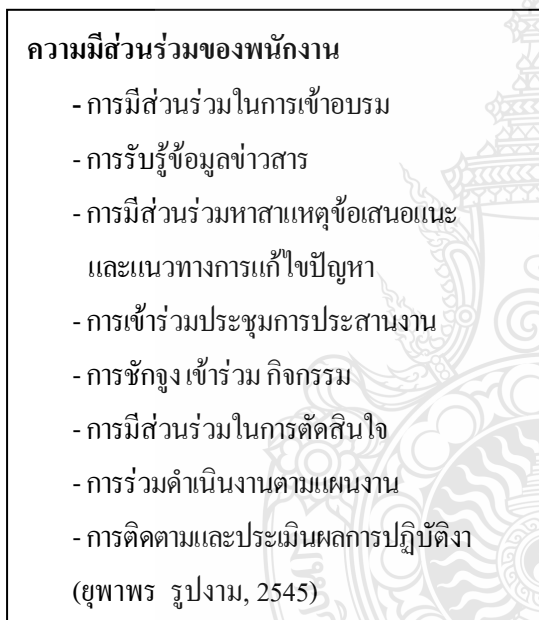 ความมีส่วนร่วมของพนักงาน
- การมีส่วนร่วมในการเข้าอบรม
- การรับรู้ข้อมูลข่าวสาร
- การมีส่วนร่วมหาสาเหตุข้อเสนอแนะ
และแนวทางการแก้ไขปัญหา
- การเข้าร่วมประชุมการประสานงาน
- การชักจูง เข้าร่วม กิจกรรม
- การมีส่วนร่วมในการตัดสินใจ
- การร่วมดำเนินงานตามแผนงาน
- การติดตามและประเมินผลการปฏิบัติงา
(ยุพาพร รูปงาม, 2545)